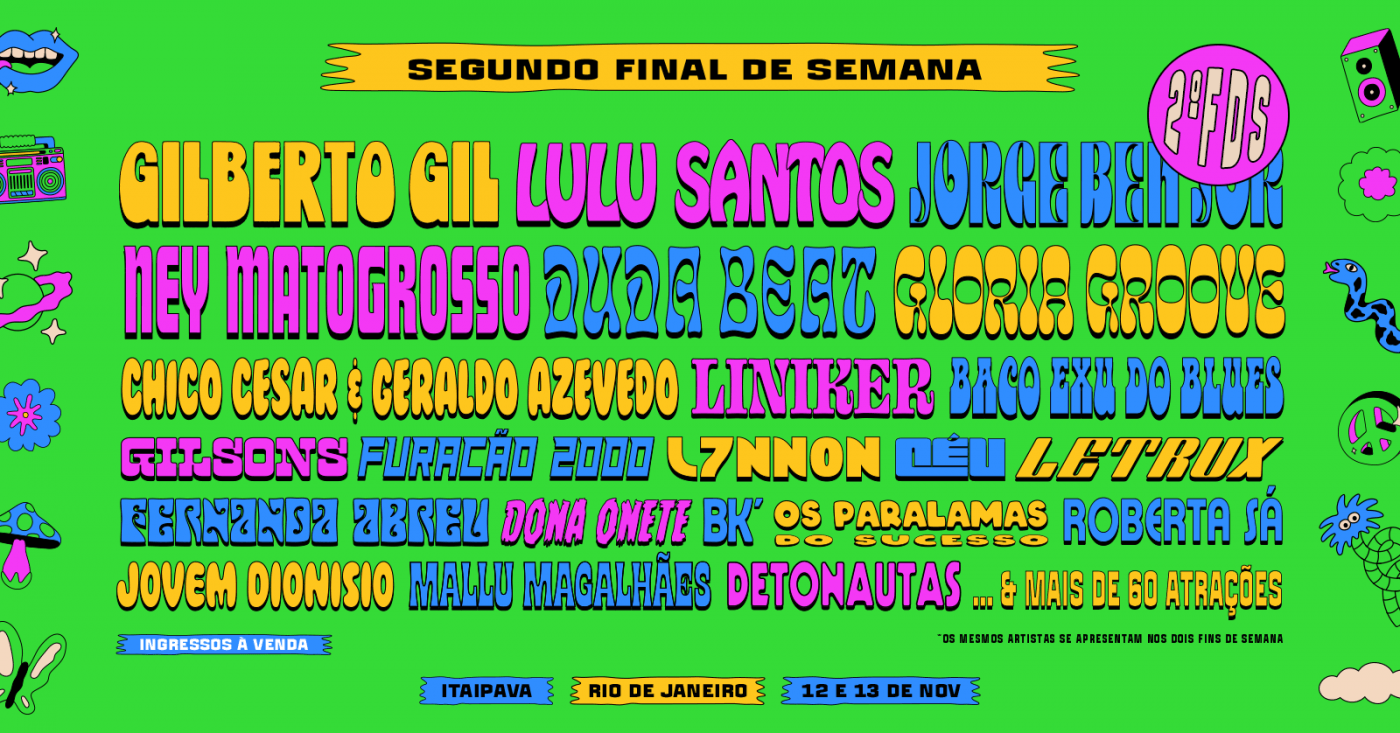 SEGUNDO FINAL DE SEMANA
2ºFDS
GILBERTO GIL LULU SANTOS JORGE BEN JOR
NEY MATOGROSSO DUDA BEAT GLORIA GROOVE
CHICO CESAR & GERALDO AZEVEDO LINIKER BACO EXU DO BLUES
GILSONS FURACÃO 2000 L7NNON CÉU LETRUX
FERNANDA ABREU DONA ONETE BK' OS PARALAMAS DO SUCESSO ROBERTA SÁ
JOVEM DIONISIO MALLU MAGALHÃES DETONAUTAS ... & MAIS DE 60 ATRAÇÕES
INGRESSOS À VENDA
*OS MESMOS ARTISTAS SE APRESENTAM NOS DOIS FINS DE SEMANA
ITAIPAVA RIO DE JANEIRO 12 E 13 DE NOV